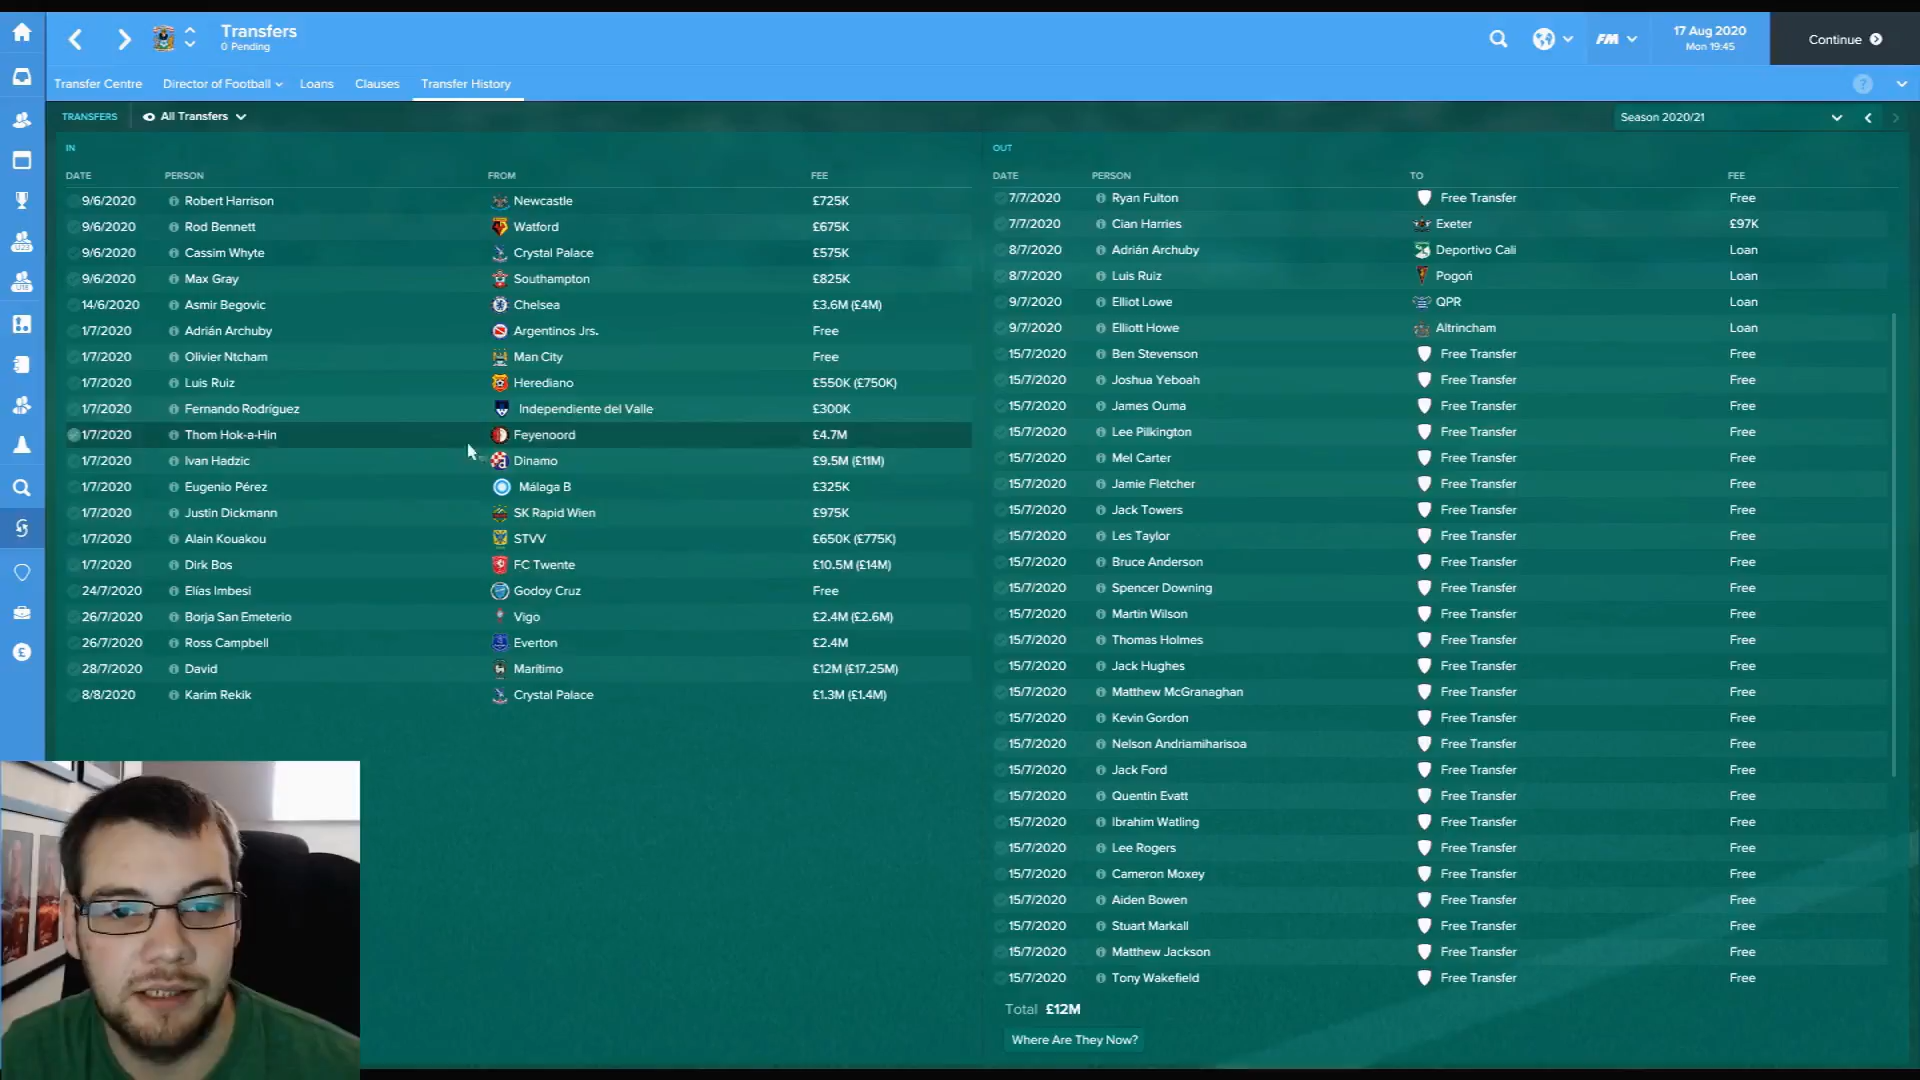 Transfers
0 Pending
17 Aug 2020
Mon 19:45
FM
Continue
Transfer Centre Director of Football Loans Clauses Transfer History
?
TRANSFERS All Transfers Season 2020/21
IN
DATE PERSON FROM FEE
9/6/2020 Robert Harrison Newcastle £725K
9/6/2020 Rod Bennett Watford £675K
9/6/2020 Cassim Whyte Crystal Palace £575K
9/6/2020 Max Gray Southampton £825K
14/6/2020 Asmir Begovic Chelsea £3.6M (£4M)
1/7/2020 Adrián Archuby Argentinos Jrs. Free
1/7/2020 Olivier Ntcham Man City Free
1/7/2020 Luis Ruiz Herediano £550K (£750K)
1/7/2020 Fernando Rodríguez Independiente del Valle £300K
1/7/2020 Thom Hok-a-Hin Feyenoord £4.7M
1/7/2020 Ivan Hadzic Dinamo £9.5M (£11M)
1/7/2020 Eugenio Pérez Málaga B £325K
1/7/2020 Justin Dickmann SK Rapid Wien £975K
1/7/2020 Alain Kouakou STVV £650K (£775K)
1/7/2020 Dirk Bos FC Twente £10.5M (£14M)
24/7/2020 Elías Imbesi Godoy Cruz Free
26/7/2020 Borja San Emeterio Vigo £2.4M (£2.6M)
26/7/2020 Ross Campbell Everton £2.4M
28/7/2020 David Marítimo £12M (£17.25M)
8/8/2020 Karim Rekik Crystal Palace £1.3M (£1.4M)
OUT
DATE PERSON TO FEE
7/7/2020 Ryan Fulton Free Transfer Free
7/7/2020 Cian Harries Exeter £97K
8/7/2020 Adrián Archuby Deportivo Cali Loan
8/7/2020 Luis Ruiz Pogoń Loan
9/7/2020 Elliot Lowe QPR Loan
9/7/2020 Elliott Howe Altrincham Loan
15/7/2020 Ben Stevenson Free Transfer Free
15/7/2020 Joshua Yeboah Free Transfer Free
15/7/2020 James Ouma Free Transfer Free
15/7/2020 Lee Pilkington Free Transfer Free
15/7/2020 Mel Carter Free Transfer Free
15/7/2020 Jamie Fletcher Free Transfer Free
15/7/2020 Jack Towers Free Transfer Free
15/7/2020 Les Taylor Free Transfer Free
15/7/2020 Bruce Anderson Free Transfer Free
15/7/2020 Spencer Downing Free Transfer Free
15/7/2020 Martin Wilson Free Transfer Free
15/7/2020 Thomas Holmes Free Transfer Free
15/7/2020 Jack Hughes Free Transfer Free
15/7/2020 Matthew McGranaghan Free Transfer Free
15/7/2020 Kevin Gordon Free Transfer Free
15/7/2020 Nelson Andriamiharisoa Free Transfer Free
15/7/2020 Jack Ford Free Transfer Free
15/7/2020 Quentin Evatt Free Transfer Free
15/7/2020 Ibrahim Watling Free Transfer Free
15/7/2020 Lee Rogers Free Transfer Free
15/7/2020 Cameron Moxey Free Transfer Free
15/7/2020 Aiden Bowen Free Transfer Free
15/7/2020 Stuart Markall Free Transfer Free
15/7/2020 Matthew Jackson Free Transfer Free
15/7/2020 Tony Wakefield Free Transfer Free
Total £12M
Where Are They Now?